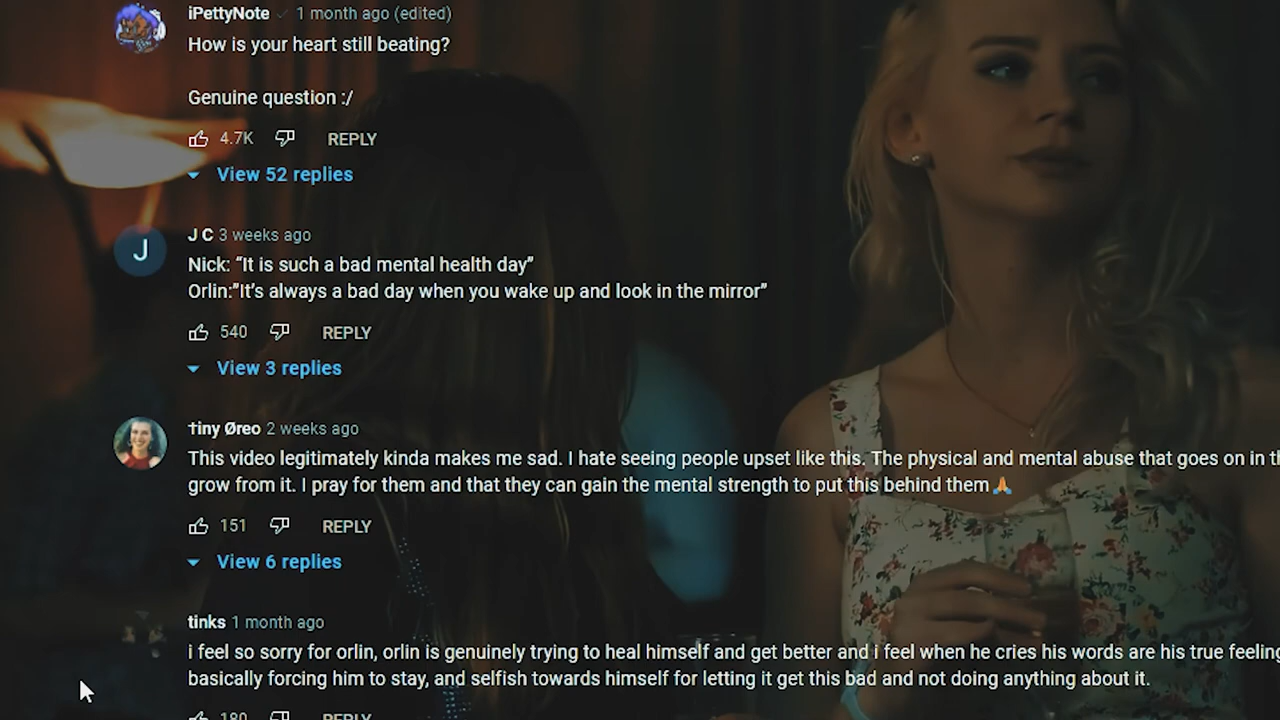 iPettyNote 1 month ago (edited)
How is your heart still beating?
Genuine question :/
4.7K REPLY
View 52 replies
J
J C 3 weeks ago
Nick: “It is such a bad mental health day”
Orlin:”It’s always a bad day when you wake up and look in the mirror”
540 REPLY
View 3 replies
†iny Øreo 2 weeks ago
This video legitimately kinda makes me sad. I hate seeing people upset like this. The physical and mental abuse that goes on in
grow from it. I pray for them and that they can gain the mental strength to put this behind them🙏
151 REPLY
View 6 replies
tinks 1 month ago
i feel so sorry for orlin, orlin is genuinely trying to heal himself and get better and i feel when he cries his words are his true feeling
basically forcing him to stay, and selfish towards himself for letting it get this bad and not doing anything about it.
180 REPLY